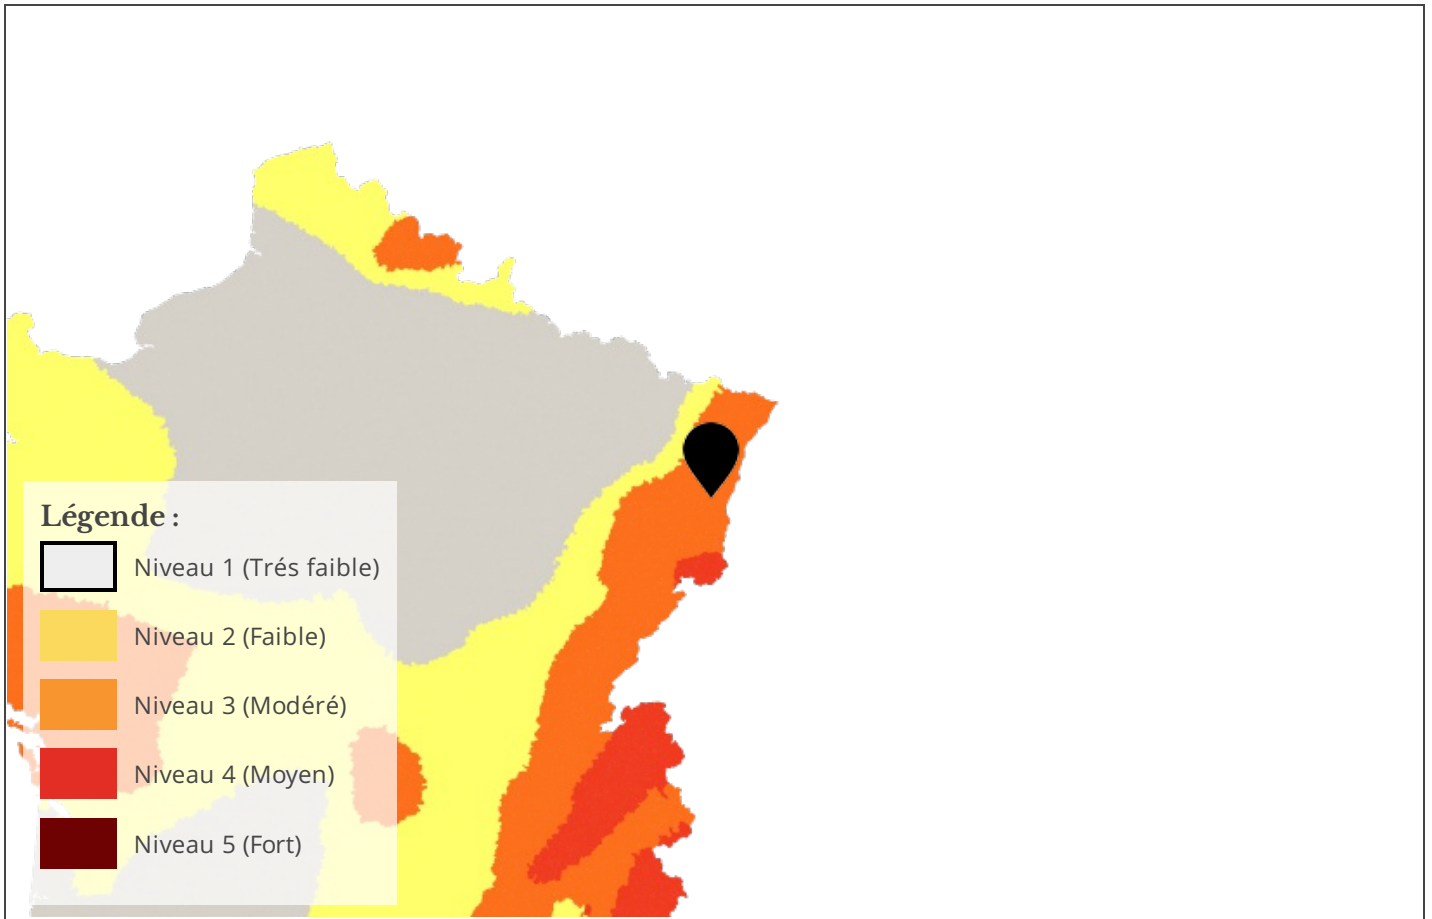 Légende :
Niveau 1 (Trés faible)
Niveau 2 (Faible)
Niveau 3 (Modéré)
Niveau 4 (Moyen)
Niveau 5 (Fort)